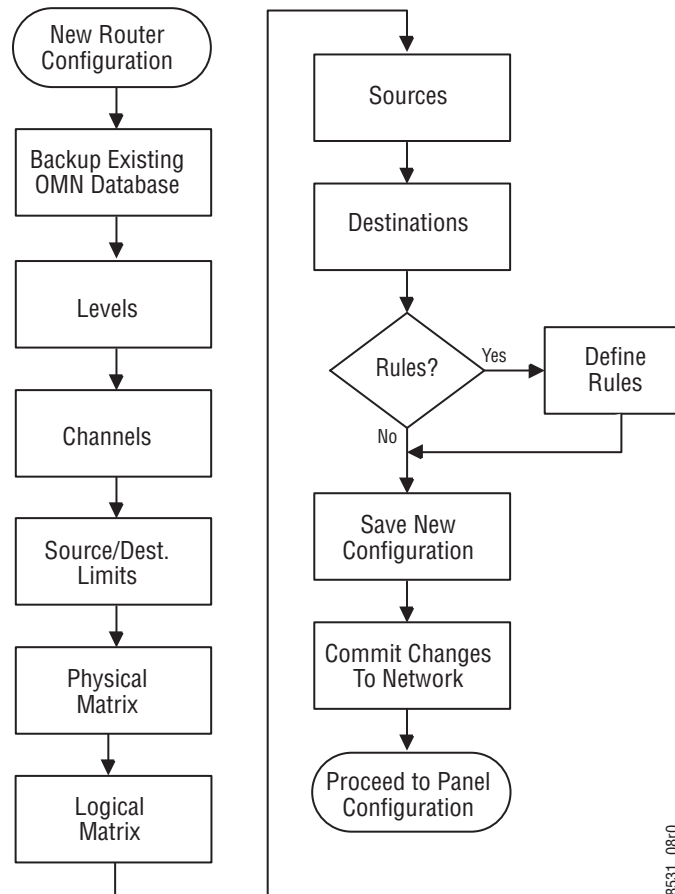 New Router
Configuration
Backup Existing
OMN Database
Levels
Channels
Source/Dest.
Limits
Physical
Matrix
Logical
Matrix
Sources
Destinations
Rules?
Yes
No
Define
Rules
Save New
Configuration
Commit Changes
To Network
Proceed to Panel
Configuration
8531_08r0